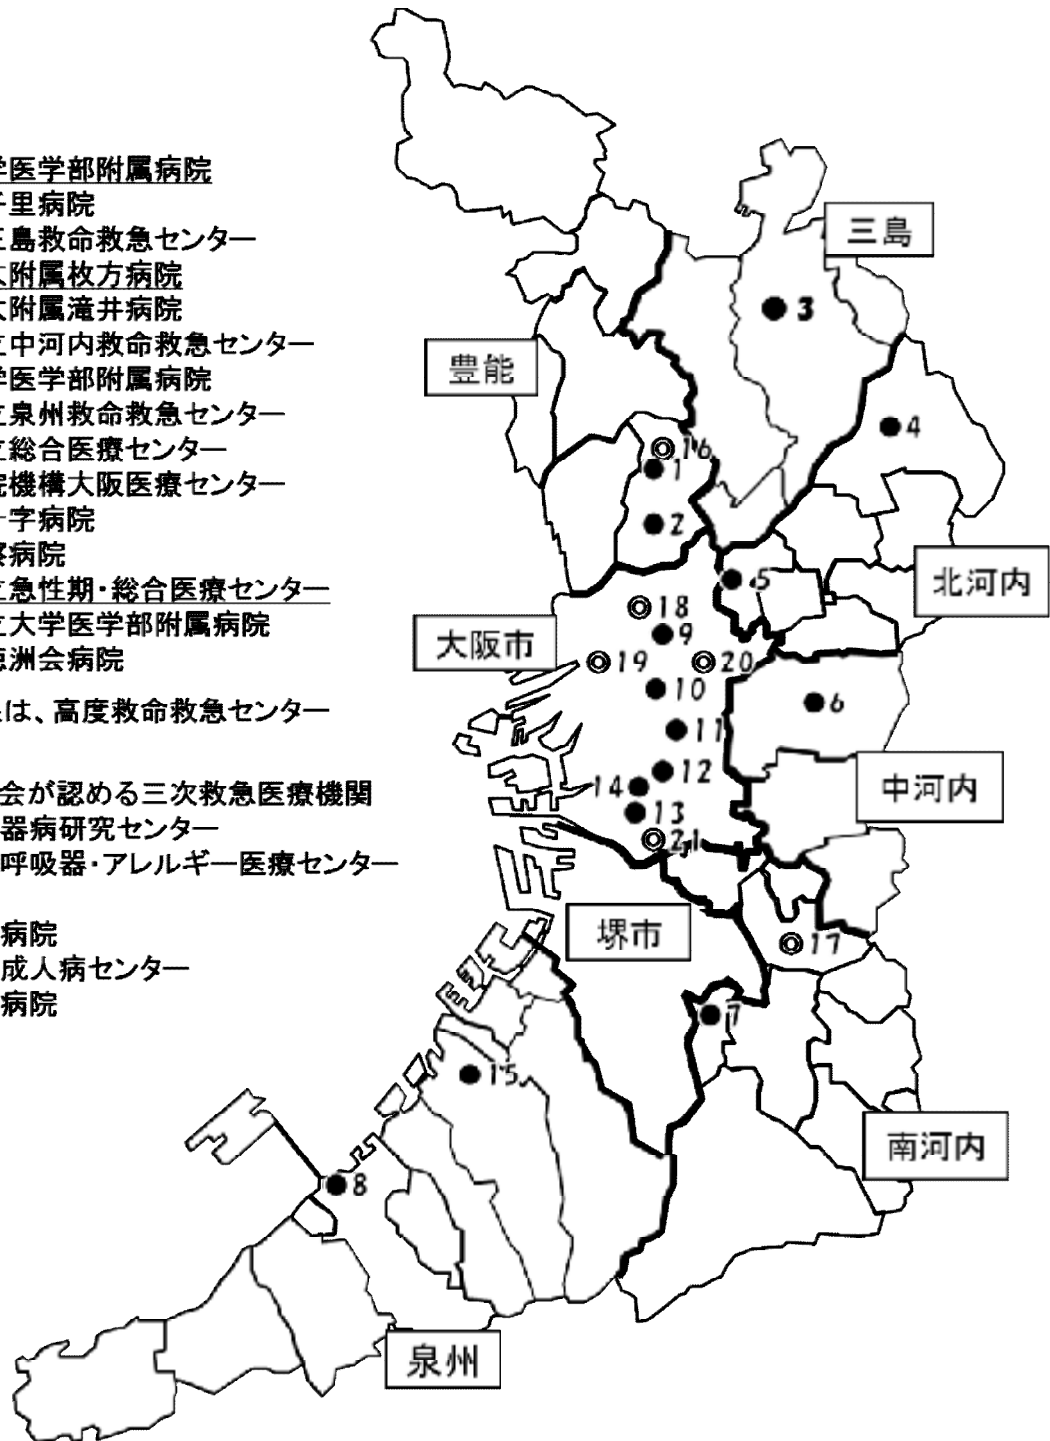 学医学部附属病院
千里病院
三島救命救急センター
大附属枚方病院
大附属滝井病院
立中河内救命救急センター
学医学部附属病院
立泉州救命救急センター
立総合医療センター
院機構大阪医療センター
十字病院
察病院
立急性期・総合医療センター
立大学医学部附属病院
徳洲会病院
は、高度救命救急センター
会が認める三次救急医療機関
器病研究センター
呼吸器・アレルギー医療センター
病院
成人病センター
病院
三島
3
豊能
4
16
1
2
5
北河内
18
大阪市
9
19
20
10
6
11
12
中河内
14
13
21
堺市
17
7
15
南河内
8
泉州